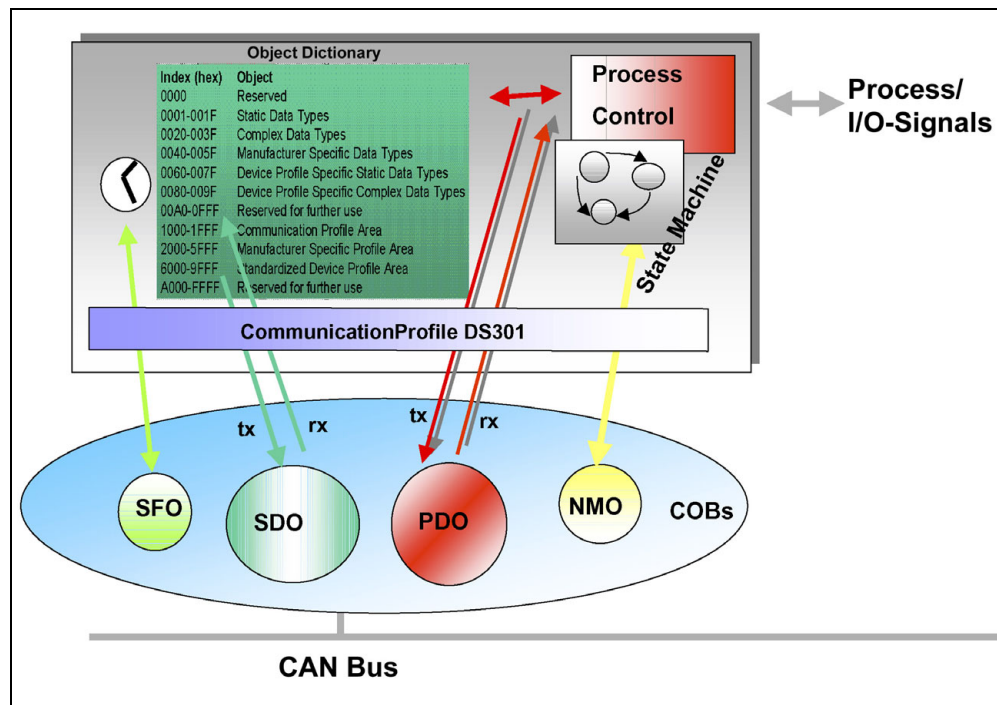 Object Dictionary
Index (hex) Object
0000 Reserved
0001-001F Static Data Types
0020-003F Complex Data Types
0040-005F Manufacturer Specific Data Types
0060-007F Device Profile Specific Static Data Types
0080-009F Device Profile Specific Complex Data Types
00A0-0FFF Reserved for further use
1000-1FFF Communication Profile Area
2000-5FFF Manufacturer Specific Profile Area
6000-9FFF Standardized Device Profile Area
A000-FFFF Reserved for further use
Process
Control
State Machine
Process/
I/O-Signals
CommunicationProfile DS301
tx
rx
tx
rx
SFO
SDO
PDO
NMO
COBs
CAN Bus